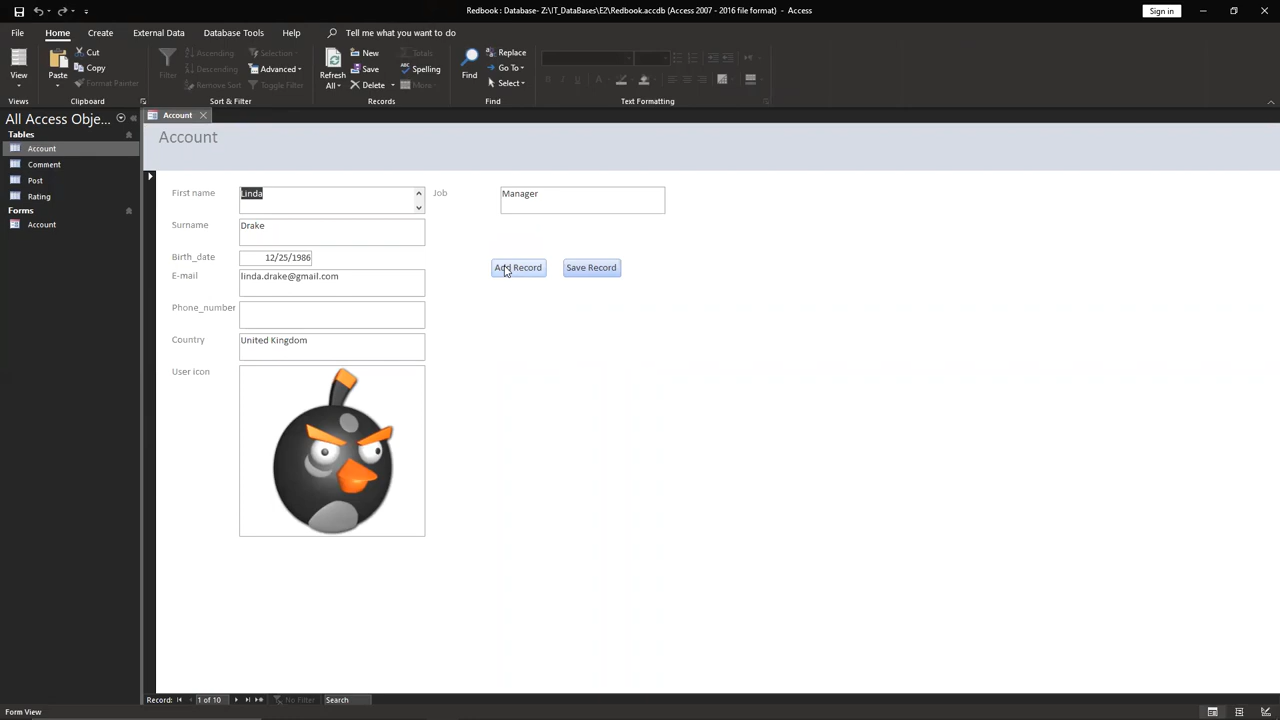 Redbook : Database- Z:\IT_DataBases\E2\Redbook.accdb (Access 2007 - 2016 file format) - Access
Sign in
File Home Create External Data Database Tools Help Tell me what you want to do
View
Views
Paste
Cut
Copy
Format Painter
Clipboard
Filter
Ascending
Descending
Remove Sort
Selection
Advanced
Toggle Filter
Sort & Filter
Refresh
All
New
Save
Delete
Totals
Spelling
More
Records
Find
Replace
Go To
Select
Find
Text Formatting
All Access Obje...
Tables
Account
Comment
Post
Rating
Forms
Account
Account
Account
First name Linda
Job Manager
Surname Drake
Birth_date 12/25/1986
Add Record Save Record
E-mail linda.drake@gmail.com
Phone_number
Country United Kingdom
User icon
Record: 1 of 10 No Filter Search
Form View